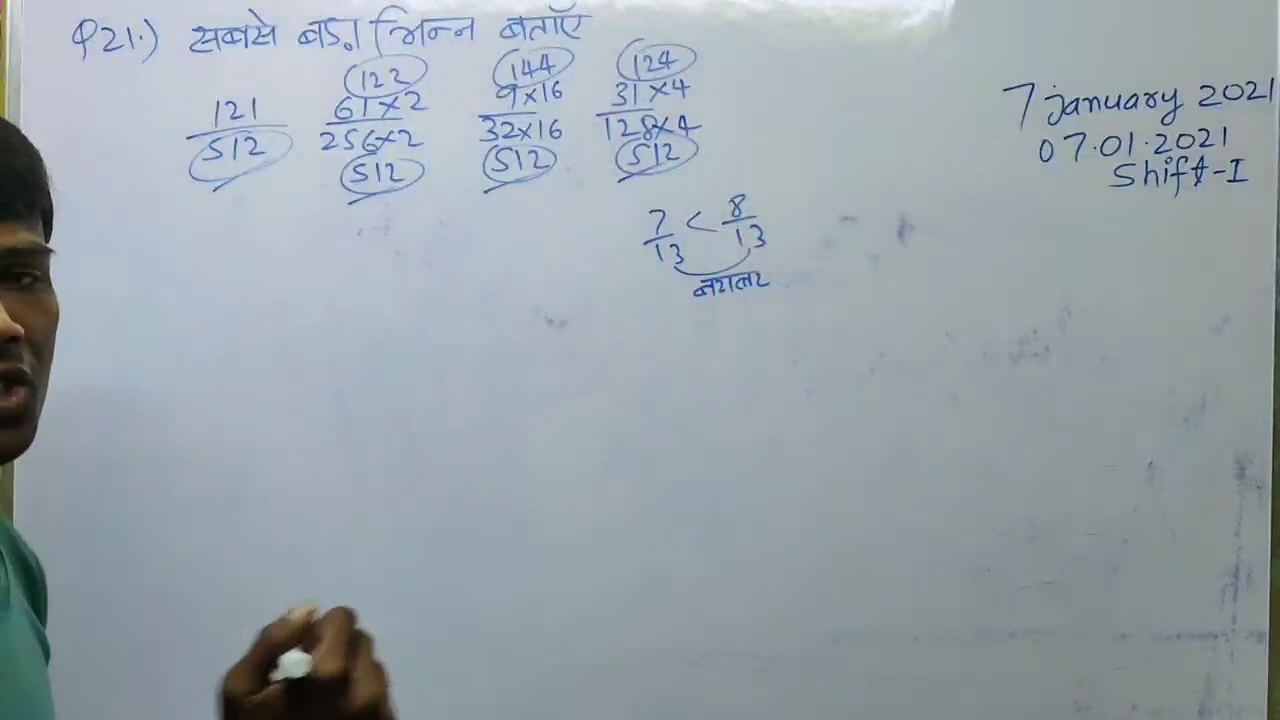 Q21.) सबसे बड़ा भिन्न बताएँ
122 144 124
121 61×2 9×16 31×4
512 256×2 32×16 128×4
512 512 512
7 january 2021
07.01.2021
Shift-I
7 < 8
13 13
बराबर